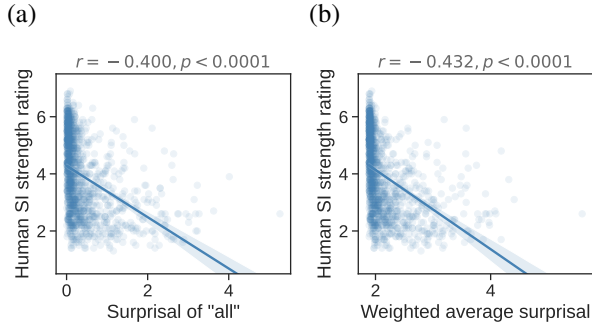 (a)
r = −0.400, p < 0.0001
Human SI strength rating
6
4
2
0 2 4
Surprisal of "all"
(b)
r = −0.432, p < 0.0001
Human SI strength rating
6
4
2
2 4
Weighted average surprisal